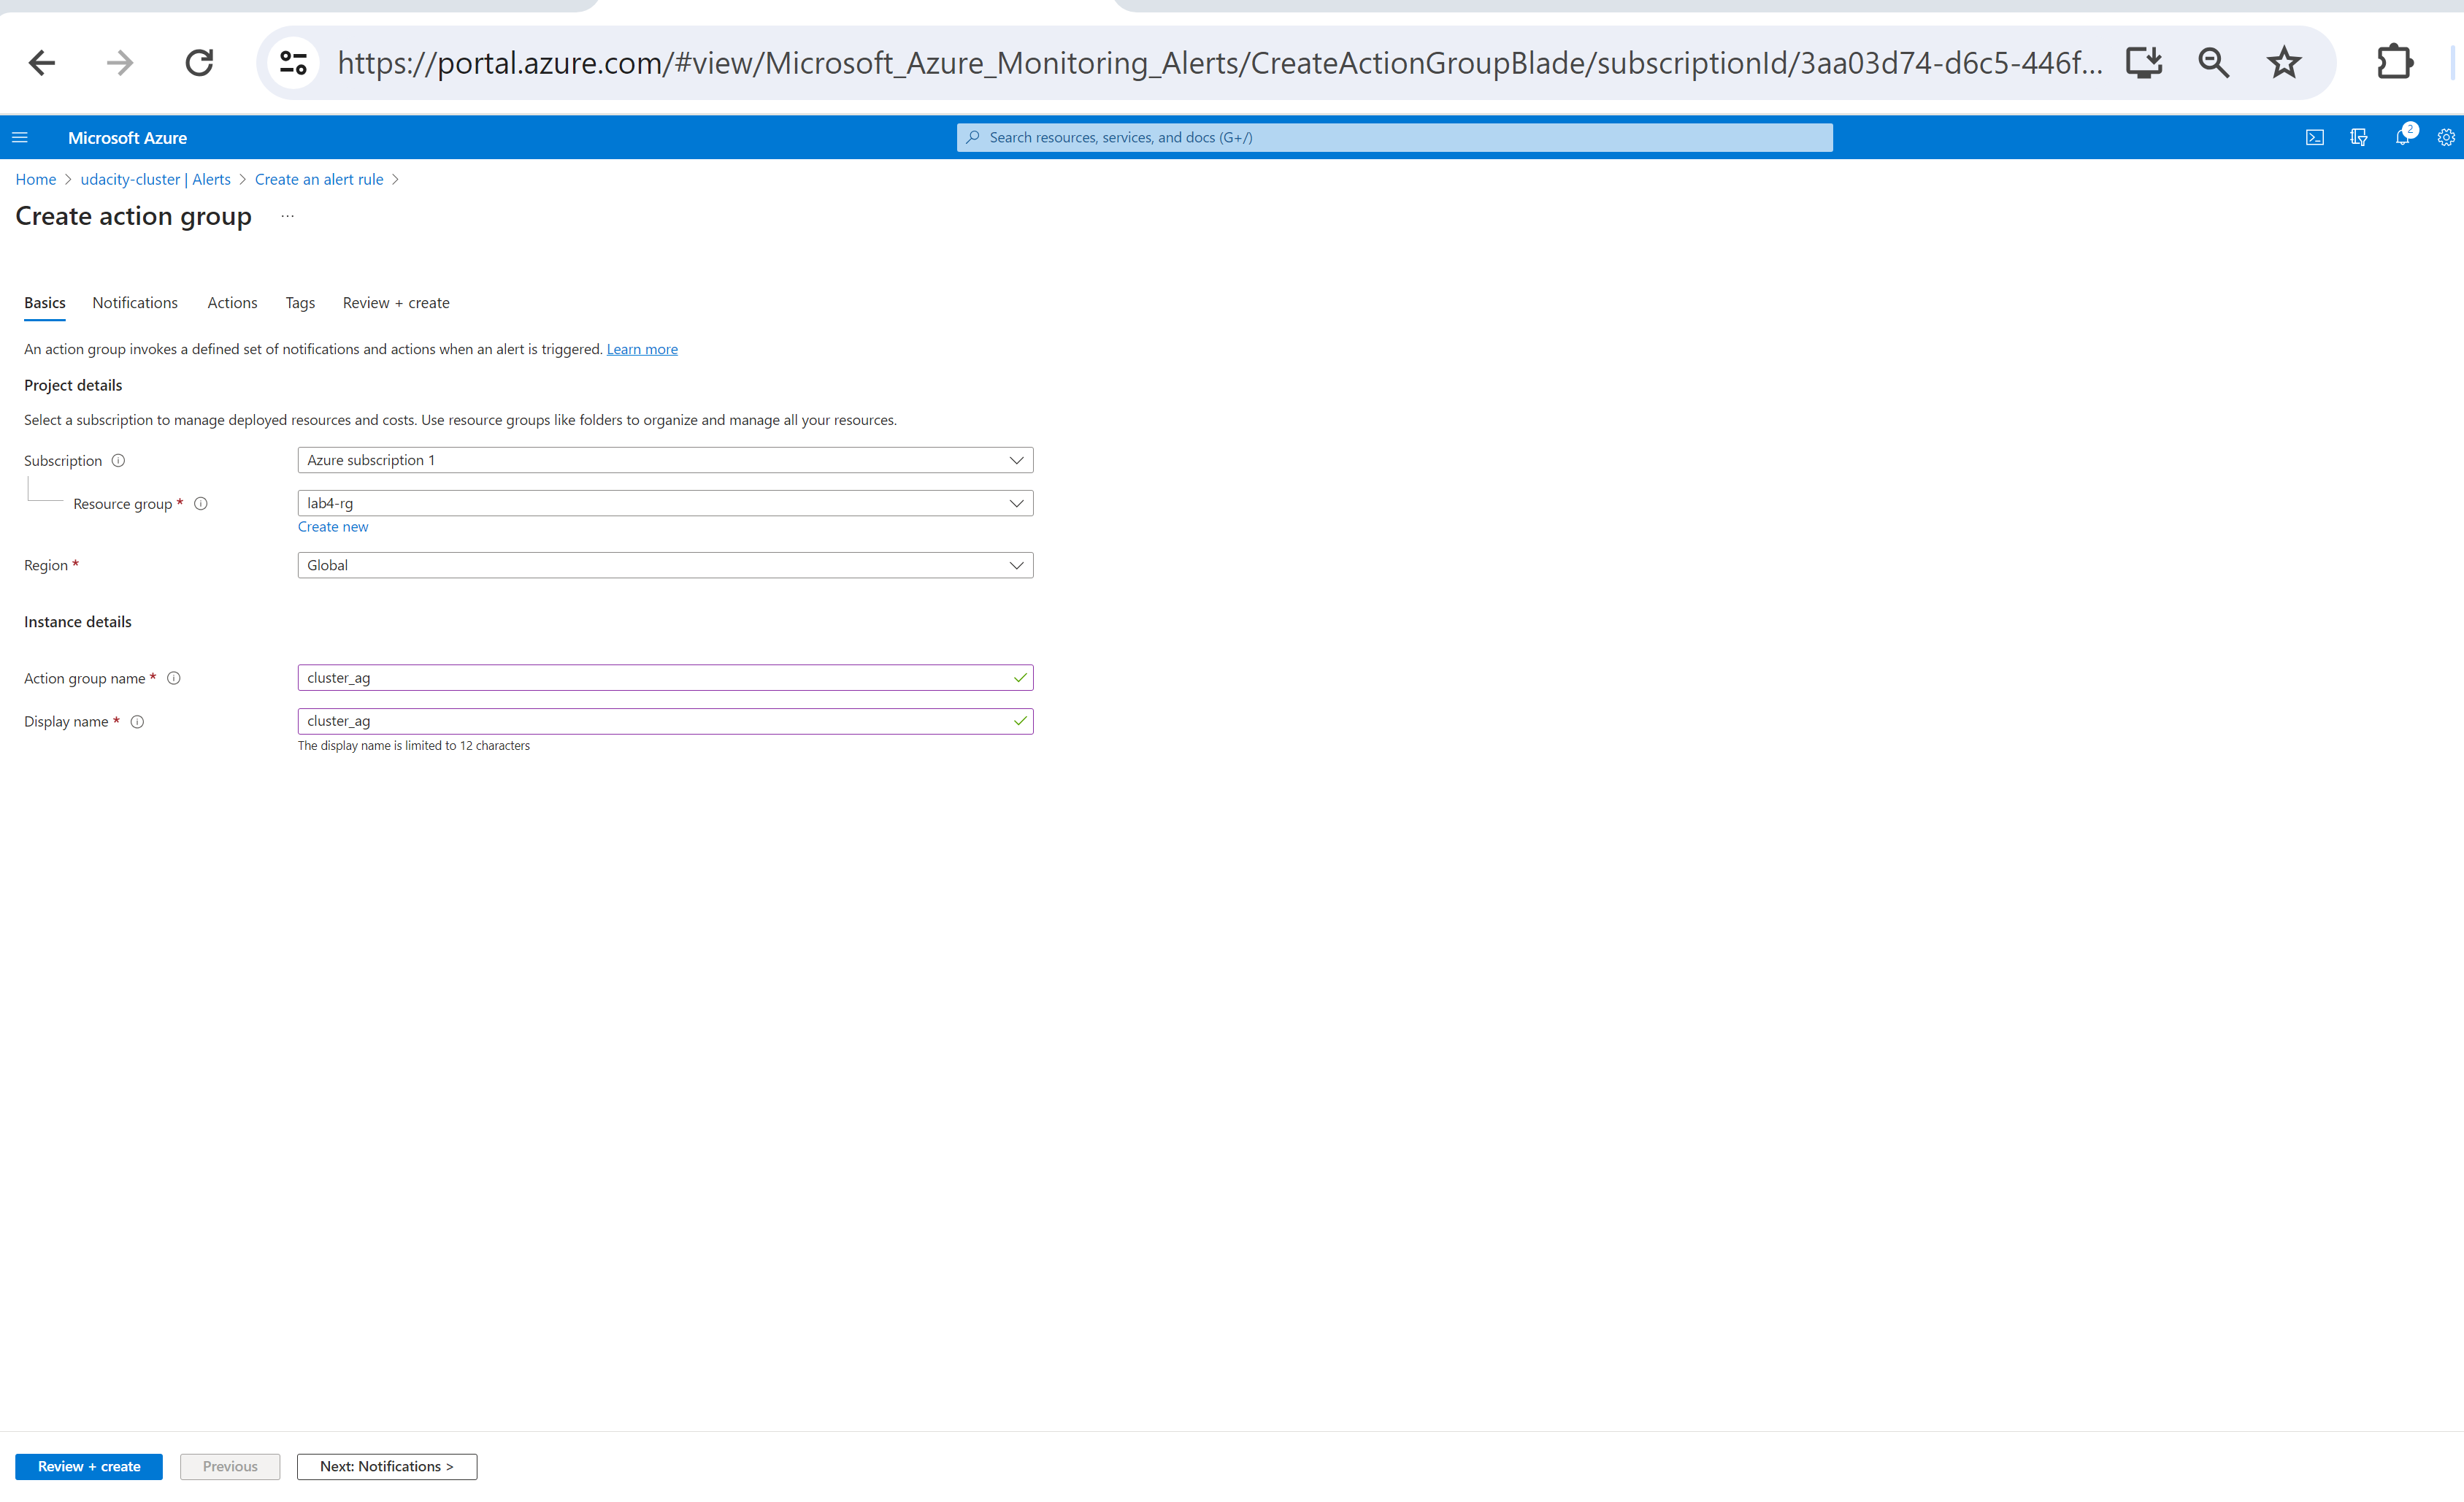 https://portal.azure.com/#view/Microsoft_Azure_Monitoring_Alerts/CreateActionGroupBlade/subscriptionId/3aa03d74-d6c5-446f...
Microsoft Azure
Search resources, services, and docs (G+/)
2
Home > udacity-cluster | Alerts > Create an alert rule >
Create action group ...
Basics Notifications Actions Tags Review + create
An action group invokes a defined set of notifications and actions when an alert is triggered. Learn more
Project details
Select a subscription to manage deployed resources and costs. Use resource groups like folders to organize and manage all your resources.
Subscription Azure subscription 1
Resource group * lab4-rg
Create new
Region * Global
Instance details
Action group name * cluster_ag
Display name * cluster_ag
The display name is limited to 12 characters
Review + create Previous Next: Notifications >